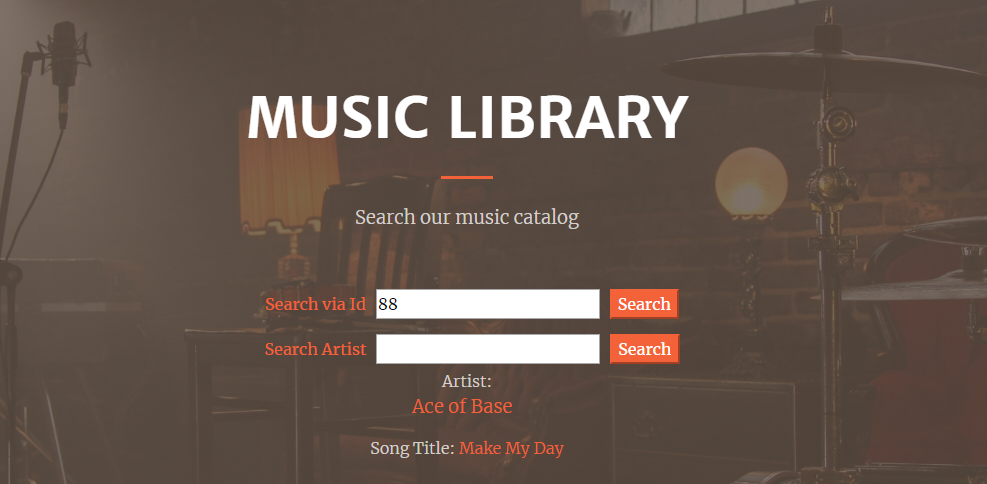 MUSIC LIBRARY
Search our music catalog
Search via Id 88 Search
Search Artist Search
Artist:
Ace of Base
Song Title: Make My Day